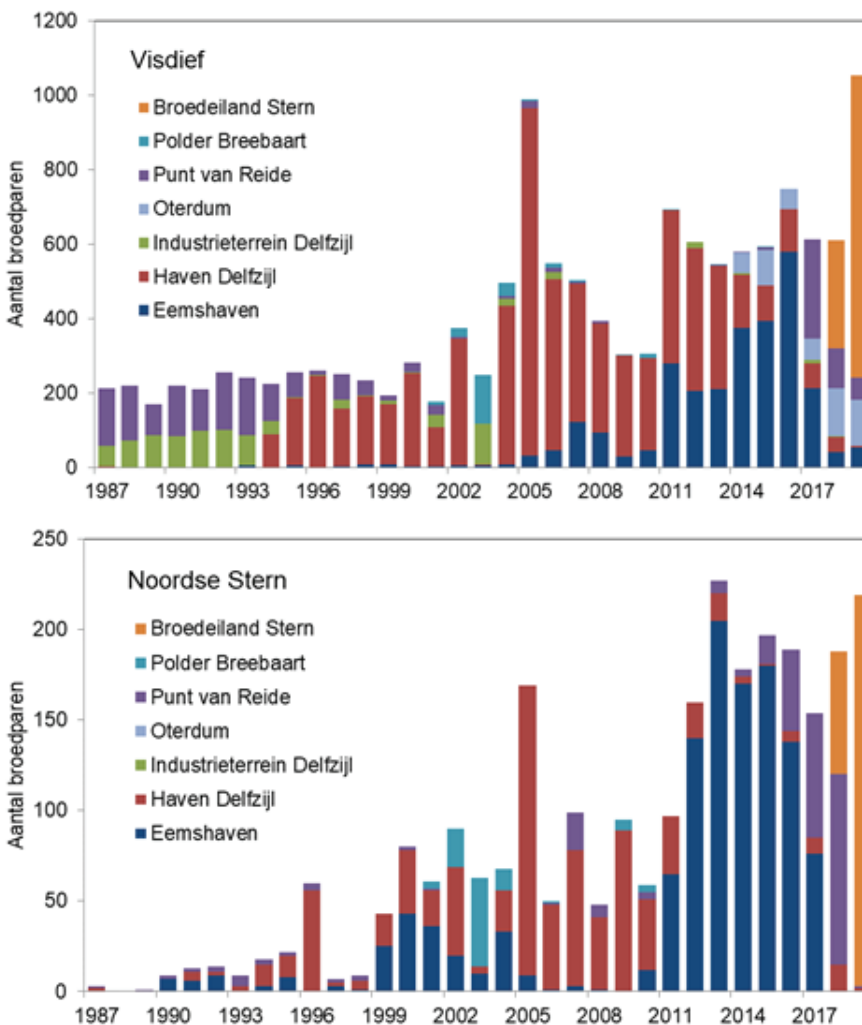 1200
1000
800
600
400
200
0
Aantal broedparen
Visdief
Broedeiland Stern
Polder Breebaart
Punt van Reide
Oterdum
Industrieterrein Delfzijl
Haven Delfzijl
Eemshaven
1987 1990 1993 1996 1999 2002 2005 2008 2011 2014 2017
250
200
150
100
50
0
Aantal broedparen
Noordse Stern
Broedeiland Stern
Polder Breebaart
Punt van Reide
Oterdum
Industrieterrein Delfzijl
Haven Delfzijl
Eemshaven
1987 1990 1993 1996 1999 2002 2005 2008 2011 2014 2017